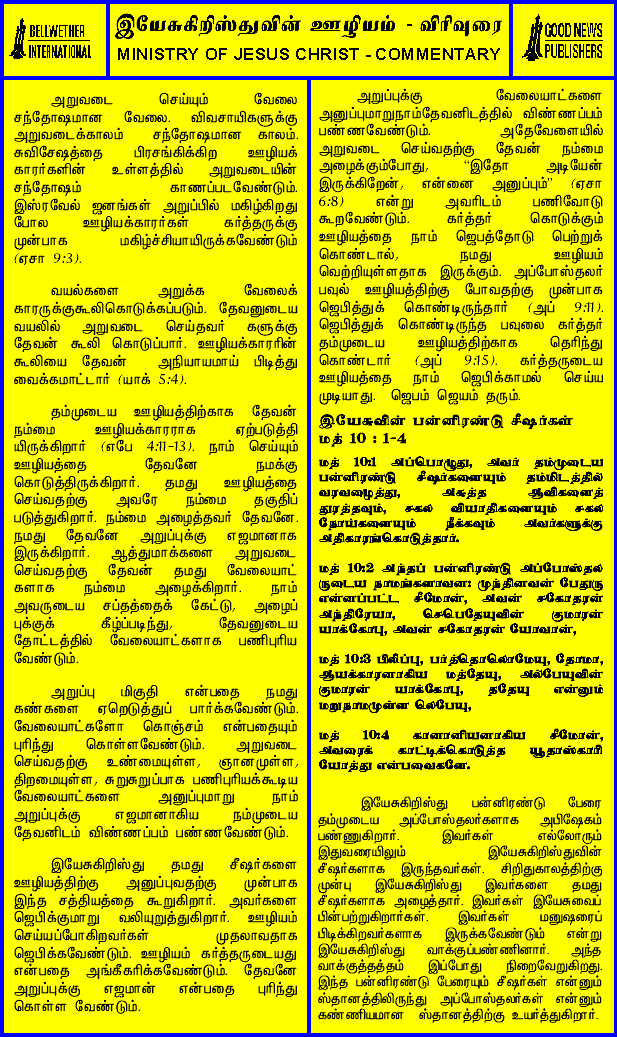 BELLWETHER
INTERNATIONAL
இயேசுகிறிஸ்துவின் ஊழியம் - விரிவுரை
MINISTRY OF JESUS CHRIST - COMMENTARY
GOOD NEWS
PUBLISHERS
அறுவடை செய்யும் வேலை
சந்தோஷமான வேலை. விவசாயிகளுக்கு
அறுவடைக்காலம் சந்தோஷமான காலம்.
சுவிசேஷத்தை பிரசங்கிக்கிற ஊழியக்
காரர்களின் உள்ளத்தில் அறுவடையின்
சந்தோஷம் காணப்படவேண்டும்.
இஸ்ரவேல் ஜனங்கள் அறுப்பில் மகிழ்கிறது
போல ஊழியக்காரர்கள் கர்த்தருக்கு
முன்பாக மகிழ்ச்சியாயிருக்கவேண்டும்
(ஏசா 9:3).
வயல்களை அறுக்க வேலைக்
காரருக்குகூலிகொடுக்கப்படும். தேவனுடைய
வயலில் அறுவடை செய்தவர் களுக்கு
தேவன் கூலி கொடுப்பார். ஊழியக்காரரின்
கூலியை தேவன் அநியாயமாய் பிடித்து
வைக்கமாட்டார் (யாக் 5:4).
தம்முடைய ஊழியத்திற்காக தேவன்
நம்மை ஊழியக்காரராக ஏற்படுத்தி
யிருக்கிறார் (எபே 4:11-13). நாம் செய்யும்
ஊழியத்தை தேவனே நமக்கு
கொடுத்திருக்கிறார். தமது ஊழியத்தை
செய்வதற்கு அவரே நம்மை தகுதிப்
படுத்துகிறார். நம்மை அழைத்தவர் தேவனே.
நமது தேவனே அறுப்புக்கு எஜமானாக
இருக்கிறார். ஆத்துமாக்களை அறுவடை
செய்வதற்கு தேவன் தமது வேலையாட்
களாக நம்மை அழைக்கிறார். நாம்
அவருடைய சப்தத்தைக் கேட்டு, அழைப்
புக்குக் கீழ்ப்படிந்து, தேவனுடைய
தோட்டத்தில் வேலையாட்களாக பணிபுரிய
வேண்டும்.
அறுப்பு மிகுதி என்பதை நமது
கண்களை ஏறெடுத்துப் பார்க்கவேண்டும்.
வேலையாட்களோ கொஞ்சம் என்பதையும்
புரிந்து கொள்ளவேண்டும். அறுவடை
செய்வதற்கு உண்மையுள்ள, ஞானமுள்ள,
திறமையுள்ள, சுறுசுறுப்பாக பணிபுரியக்கூடிய
வேலையாட்களை அனுப்புமாறு நாம்
அறுப்புக்கு எஜமானாகிய நம்முடைய
தேவனிடம் விண்ணப்பம் பண்ணவேண்டும்.
இயேசுகிறிஸ்து தமது சீஷர்களை
ஊழியத்திற்கு அனுப்புவதற்கு முன்பாக
இந்த சத்தியத்தை கூறுகிறார். அவர்களை
ஜெபிக்குமாறு வலியுறுத்துகிறார். ஊழியம்
செய்யப்போகிறவர்கள் முதலாவதாக
ஜெபிக்கவேண்டும். ஊழியம் கர்த்தருடையது
என்பதை அங்கீகரிக்கவேண்டும். தேவனே
அறுப்புக்கு எஜமான் என்பதை புரிந்து
கொள்ள வேண்டும்.
அறுப்புக்கு வேலையாட்களை
அனுப்புமாறுநாம்தேவனிடத்தில் விண்ணப்பம்
பண்ணவேண்டும். அதேவேளையில்
அறுவடை செய்வதற்கு தேவன் நம்மை
அழைக்கும்போது, "இதோ அடியேன்
இருக்கிறேன், என்னை அனுப்பும்" (ஏசா
6:8) என்று அவரிடம் பணிவோடு
கூறவேண்டும். கர்த்தர் கொடுக்கும்
ஊழியத்தை நாம் ஜெபத்தோடு பெற்றுக்
கொண்டால், நமது ஊழியம்
வெற்றியுள்ளதாக இருக்கும். அப்போஸ்தலர்
பவுல் ஊழியத்திற்கு போவதற்கு முன்பாக
ஜெபித்துக் கொண்டிருந்தார் (அப் 9:11).
ஜெபித்துக் கொண்டிருந்த பவுலை கர்த்தர்
தம்முடைய ஊழியத்திற்காக தெரிந்து
கொண்டார் (அப் 9:15). கர்த்தருடைய
ஊழியத்தை நாம் ஜெபிக்காமல் செய்ய
முடியாது. ஜெபம் ஜெயம் தரும்.
இயேசுவின் பன்னிரண்டு சீஷர்கள்
மத் 10 : 1-4
மத் 10:1 அப்பொழுது, அவர் தம்முடைய
பன்னிரண்டு சீஷர்களையும் தம்மிடத்தில்
வரவழைத்து, அசுத்த ஆவிகளைத்
துரத்தவும், சகல வியாதிகளையும் சகல
நோய்களையும் நீக்கவும் அவர்களுக்கு
அதிகாரங்கொடுத்தார்.
மத் 10:2 அந்தப் பன்னிரண்டு அப்போஸ்தல
ருடைய நாமங்களாவன: முந்தினவன் பேதுரு
என்னப்பட்ட சீமோன், அவன் சகோதரன்
அந்திரேயா, செபெதேயுவின் குமாரன்
யாக்கோபு, அவன் சகோதரன் யோவான்,
மத் 10:3 பிலிப்பு, பர்த்தொலொமேயு, தோமா,
ஆயக்காரனாகிய மத்தேயு, அல்பேயுவின்
குமாரன் யாக்கோபு, ததேயு என்னும்
மறுநாமமுள்ள லெபேயு,
மத் 10:4 கானானியனாகிய சீமோன்,
அவரைக் காட்டிக்கொடுத்த யூதாஸ்காரி
யோத்து என்பவைகளே.
இயேசுகிறிஸ்து பன்னிரண்டு பேரை
தம்முடைய அப்போஸ்தலர்களாக அபிஷேகம்
பண்ணுகிறார். இவர்கள் எல்லோரும்
இதுவரையிலும் இயேசுகிறிஸ்துவின்
சீஷர்களாக இருந்தவர்கள். சிறிதுகாலத்திற்கு
முன்பு இயேசுகிறிஸ்து இவர்களை தமது
சீஷர்களாக அழைத்தார். இவர்கள் இயேசுவைப்
பின்பற்றுகிறார்கள். இவர்கள் மனுஷரைப்
பிடிக்கிறவர்களாக இருக்கவேண்டும் என்று
இயேசுகிறிஸ்து வாக்குப்பண்ணினார். அந்த
வாக்குத்தத்தம் இப்போது நிறைவேறுகிறது.
இந்த பன்னிரண்டு பேரையும் சீஷர்கள் என்னும்
ஸ்தானத்திலிருந்து அப்போஸ்தலர்கள் என்னும்
கண்ணியமான ஸ்தானத்திற்கு உயர்த்துகிறார்.